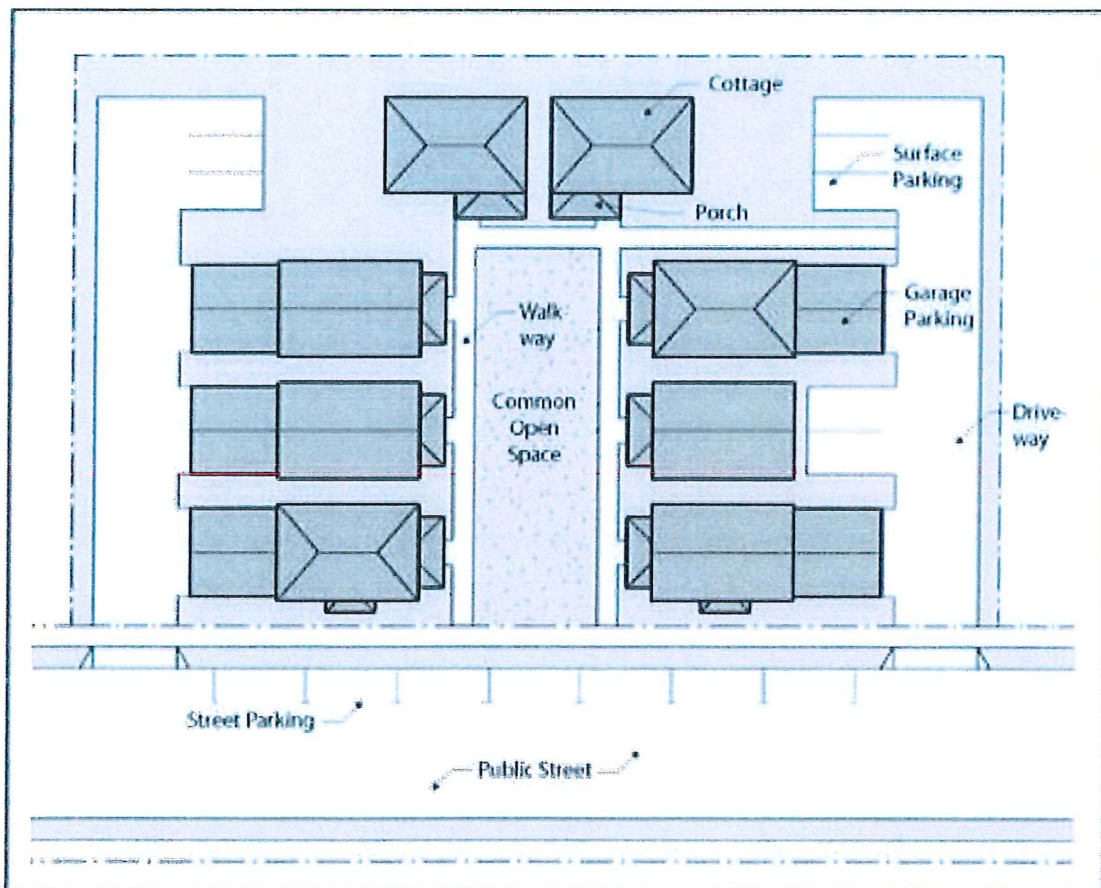 Cottage
Surface
Parking
Porch
Garage
Parking
Walk
way
Common
Open
Space
Drive-
way
Street Parking
Public Street